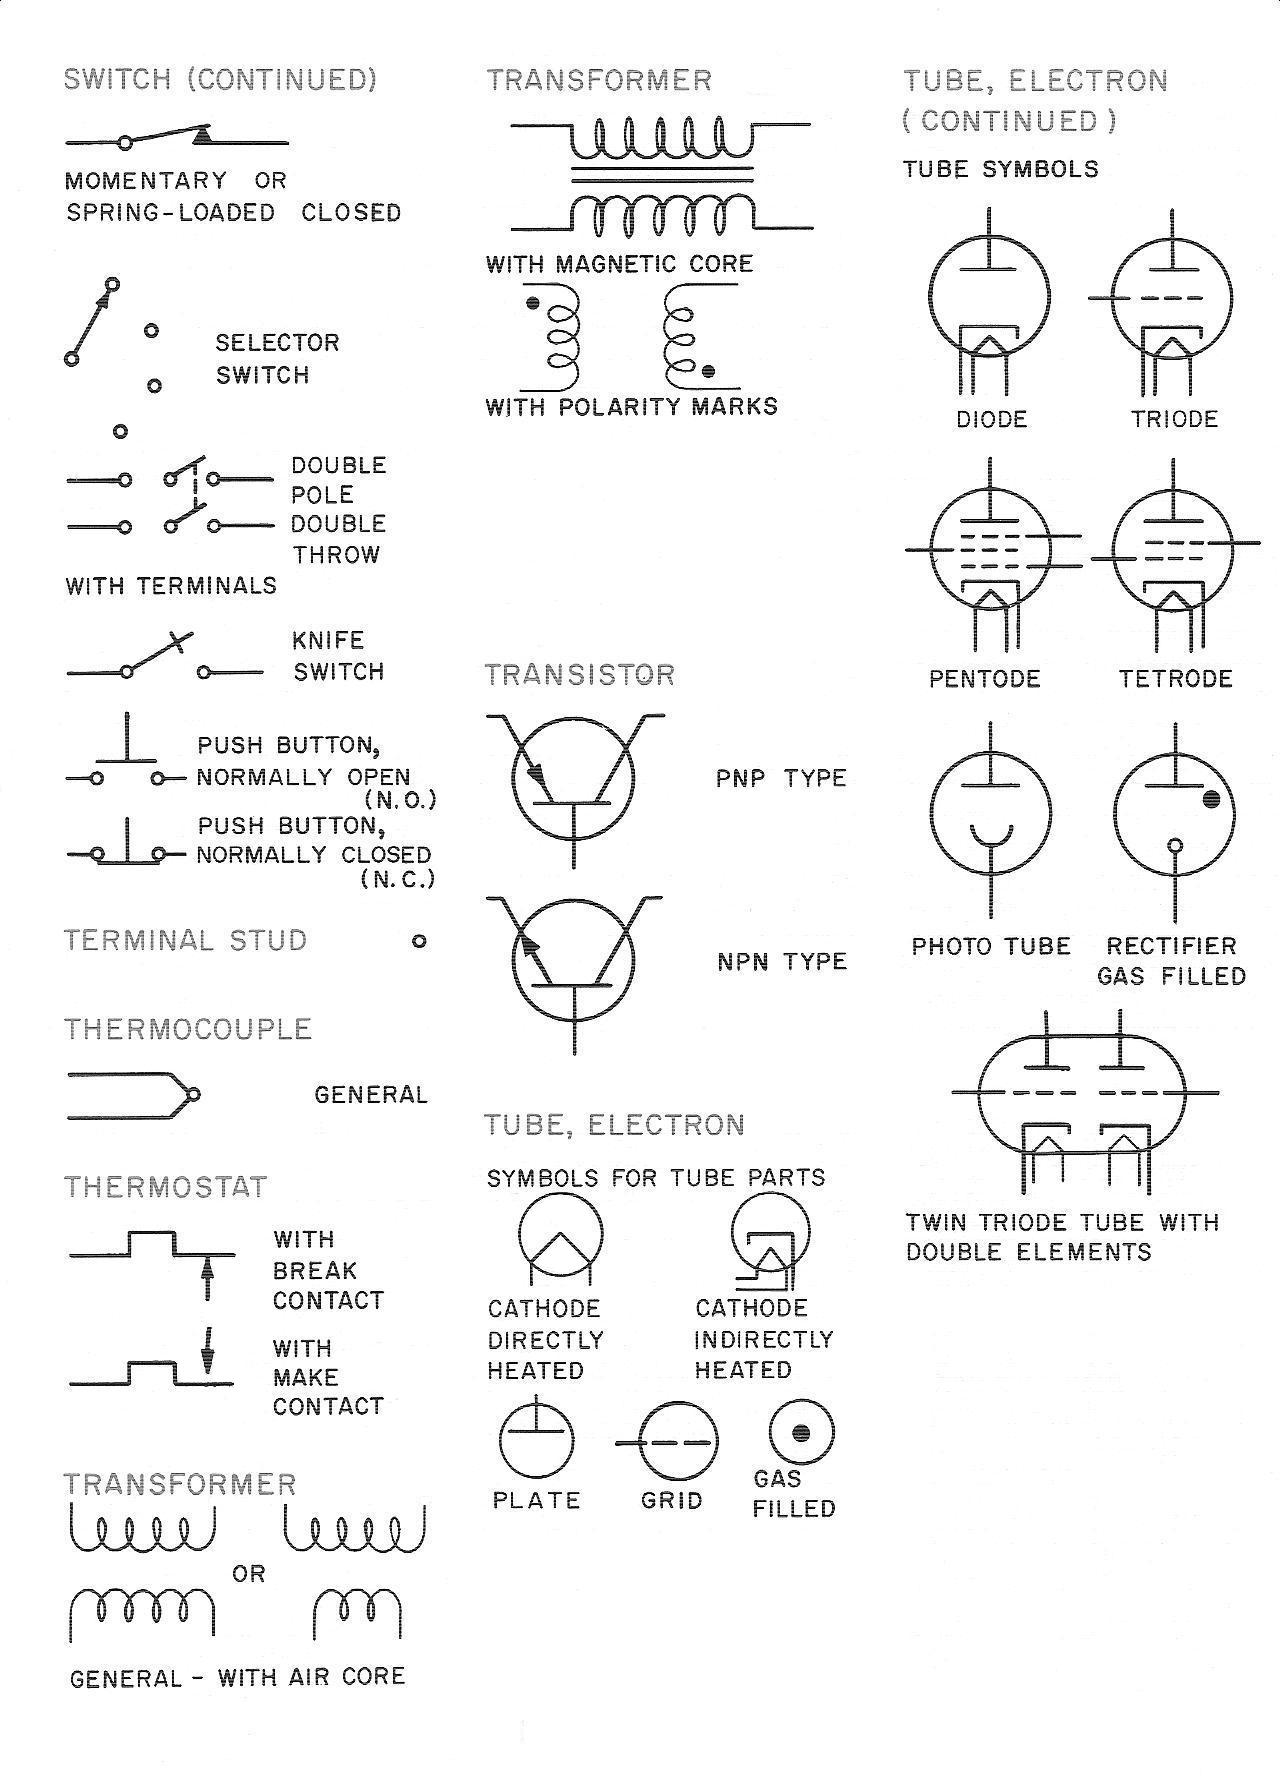 SWITCH (CONTINUED)
MOMENTARY OR
SPRING-LOADED CLOSED
SELECTOR
SWITCH
DOUBLE
POLE
DOUBLE
THROW
WITH TERMINALS
KNIFE
SWITCH
PUSH BUTTON,
NORMALLY OPEN
(N.O.)
PUSH BUTTON,
NORMALLY CLOSED
(N.C.)
TERMINAL STUD
THERMOCOUPLE
GENERAL
THERMOSTAT
WITH
BREAK
CONTACT
WITH
MAKE
CONTACT
TRANSFORMER
OR
GENERAL - WITH AIR CORE
TRANSFORMER
WITH MAGNETIC CORE
WITH POLARITY MARKS
TRANSISTOR
PNP TYPE
NPN TYPE
TUBE, ELECTRON
SYMBOLS FOR TUBE PARTS
CATHODE
DIRECTLY
HEATED
CATHODE
INDIRECTLY
HEATED
PLATE
GRID
GAS
FILLED
TUBE, ELECTRON
(CONTINUED)
TUBE SYMBOLS
DIODE
TRIODE
PENTODE
TETRODE
PHOTO TUBE
RECTIFIER
GAS FILLED
TWIN TRIODE TUBE WITH
DOUBLE ELEMENTS